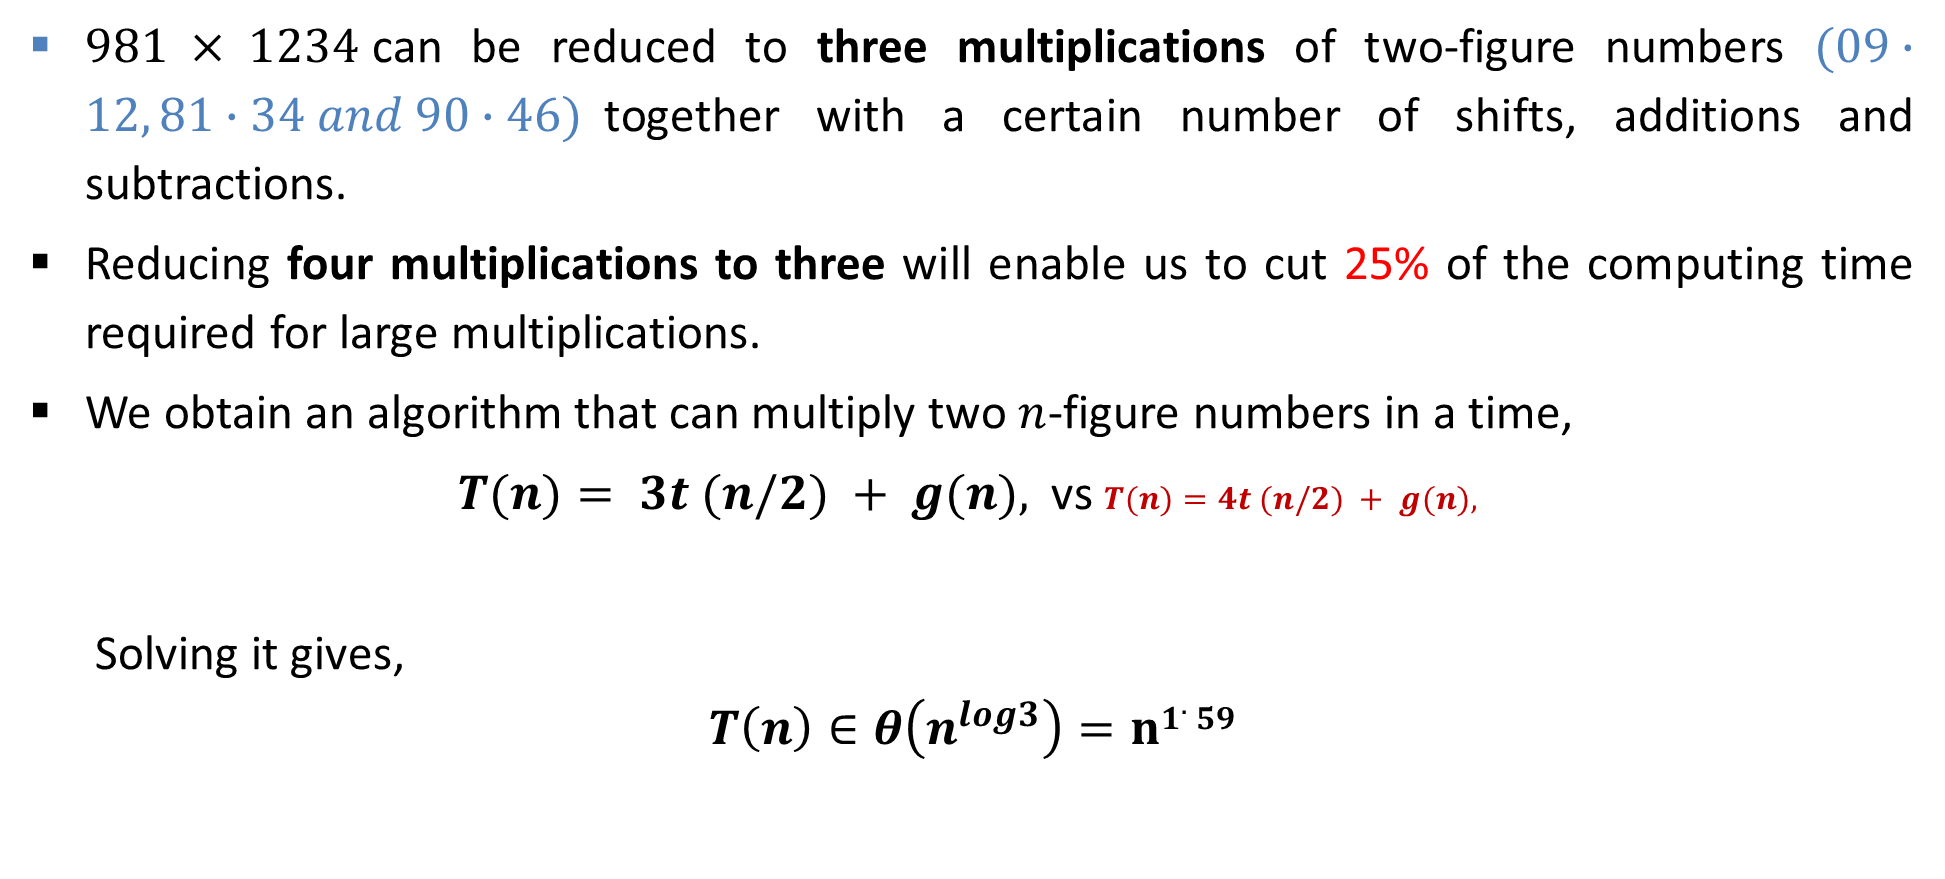 ▪ 981 × 1234 can be reduced to three multiplications of two-figure numbers (09 ·
12, 81 · 34 and 90 · 46) together with a certain number of shifts, additions and
subtractions.
▪ Reducing four multiplications to three will enable us to cut 25% of the computing time
required for large multiplications.
▪ We obtain an algorithm that can multiply two n-figure numbers in a time,
T(n) = 3t (n/2) + g(n), vs T(n) = 4t (n/2) + g(n),
Solving it gives,
T(n) ∈ θ(n^{log3}) = n^{1· 59}